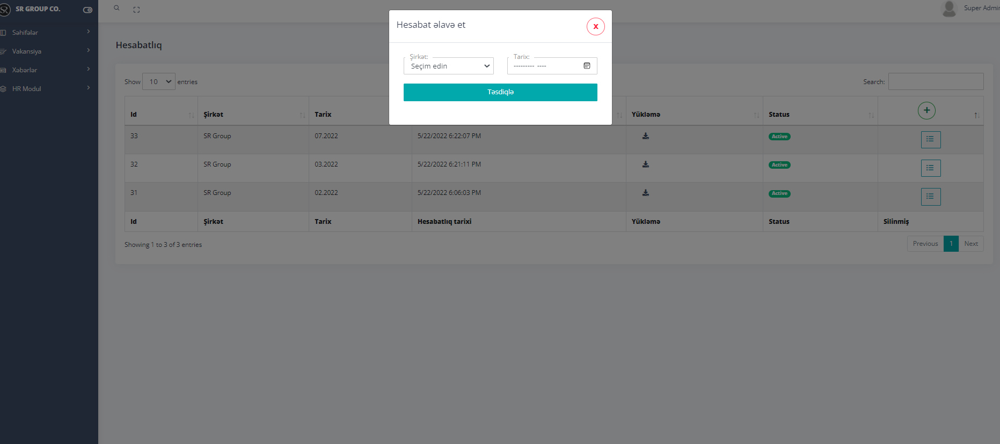 SR GROUP CO.
Super Admin
Səhifələr
Vakansiya
Xəbərlər
HR Modul
Hesabatlıq
Hesabat əlavə et
X
Şirkət:
Seçim edin
Tarix:
--------- ----
Təsdiqlə
Show 10 entries
Search:
Id Şirkət Tarix Yükləmə Status
33 SR Group 07.2022 5/22/2022 6:22:07 PM Active
32 SR Group 03.2022 5/22/2022 6:21:11 PM Active
31 SR Group 02.2022 5/22/2022 6:06:03 PM Active
Id Şirkət Tarix Hesabatlıq tarixi Yükləmə Status Silinmiş
Showing 1 to 3 of 3 entries
Previous 1 Next